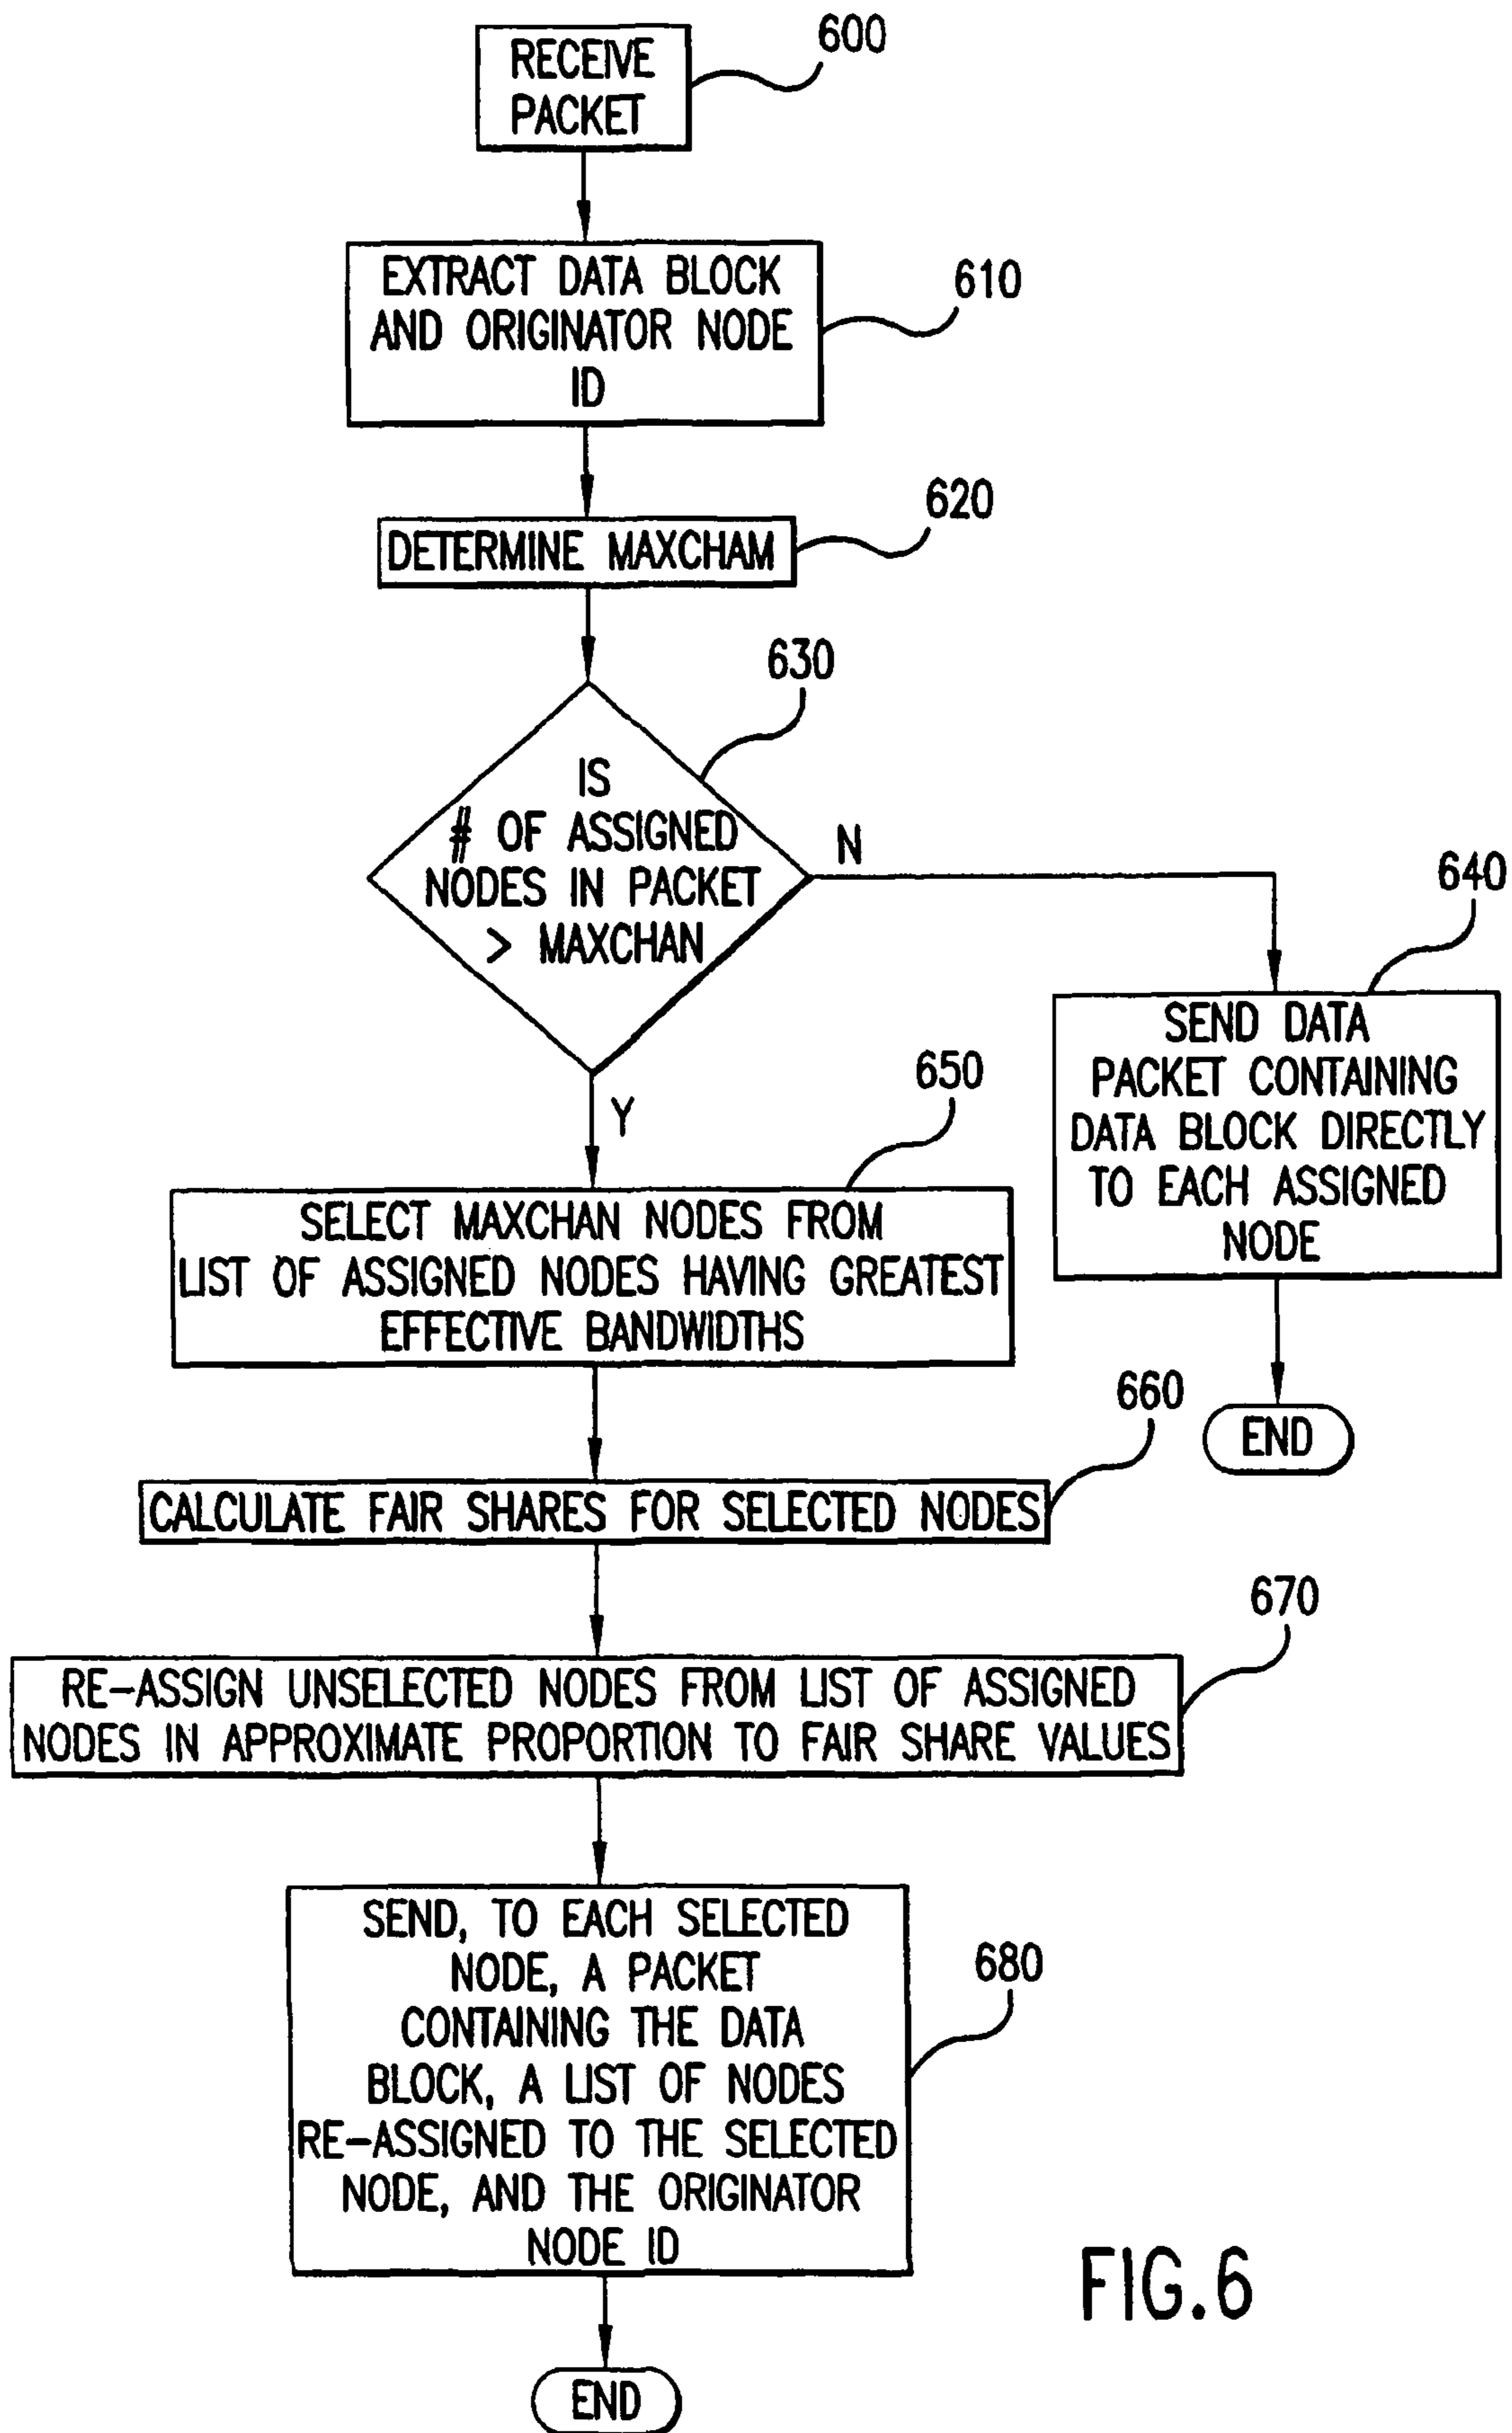 RECEIVE
PACKET
600
EXTRACT DATA BLOCK
AND ORIGINATOR NODE
ID
610
DETERMINE MAXCHAM
620
630
IS
# OF ASSIGNED
NODES IN PACKET
> MAXCHAN
N
640
SEND DATA
PACKET CONTAINING
DATA BLOCK DIRECTLY
TO EACH ASSIGNED
NODE
END
Y
650
SELECT MAXCHAN NODES FROM
LIST OF ASSIGNED NODES HAVING GREATEST
EFFECTIVE BANDWIDTHS
660
CALCULATE FAIR SHARES FOR SELECTED NODES
670
RE-ASSIGN UNSELECTED NODES FROM LIST OF ASSIGNED
NODES IN APPROXIMATE PROPORTION TO FAIR SHARE VALUES
SEND, TO EACH SELECTED
NODE, A PACKET
CONTAINING THE DATA
BLOCK, A LIST OF NODES
RE-ASSIGNED TO THE SELECTED
NODE, AND THE ORIGINATOR
NODE ID
680
END
FIG.6